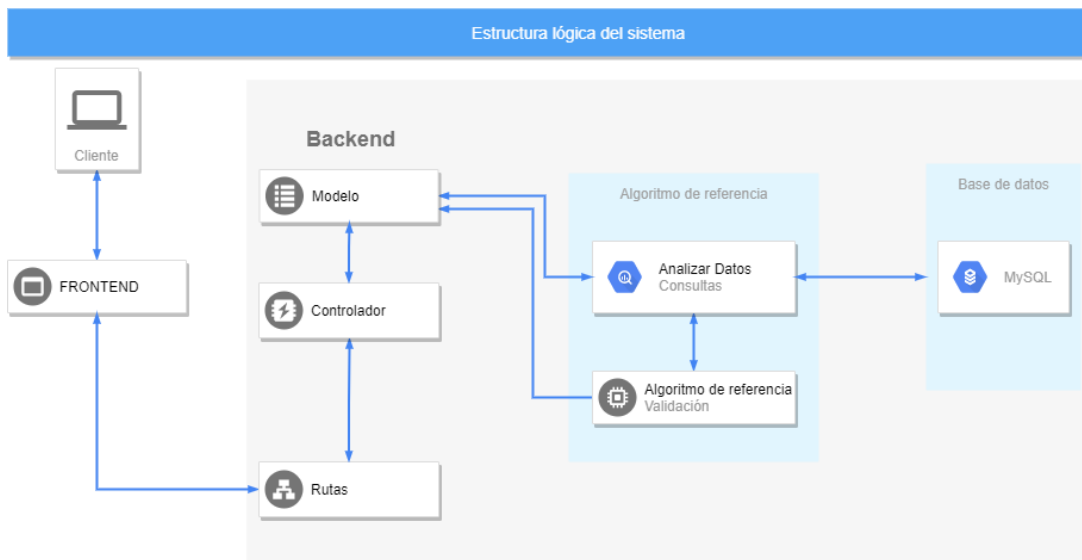 Estructura lógica del sistema
Cliente
FRONTEND
Backend
Modelo
Controlador
Rutas
Algoritmo de referencia
Analizar Datos
Consultas
Algoritmo de referencia
Validación
Base de datos
MySQL